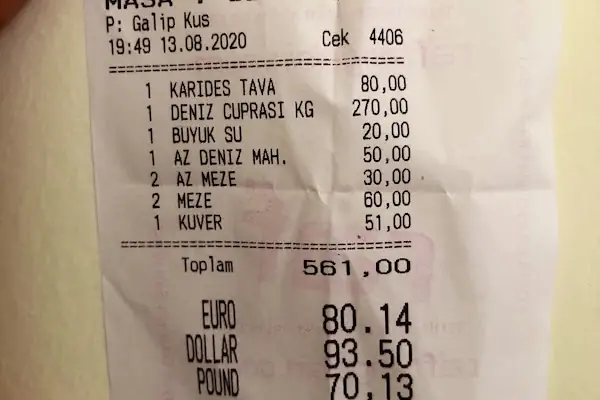 MASA
P: Galip Kus
19:49 13.08.2020 Cek 4406
1 KARIDES TAVA 80,00
1 DENIZ CUPRASI KG 270,00
1 BUYUK SU 20,00
1 AZ DENIZ MAH. 50,00
2 AZ MEZE 30,00
2 MEZE 60,00
1 KUVER 51,00
Toplam 561,00
EURO 80.14
DOLLAR 93.50
POUND 70,13